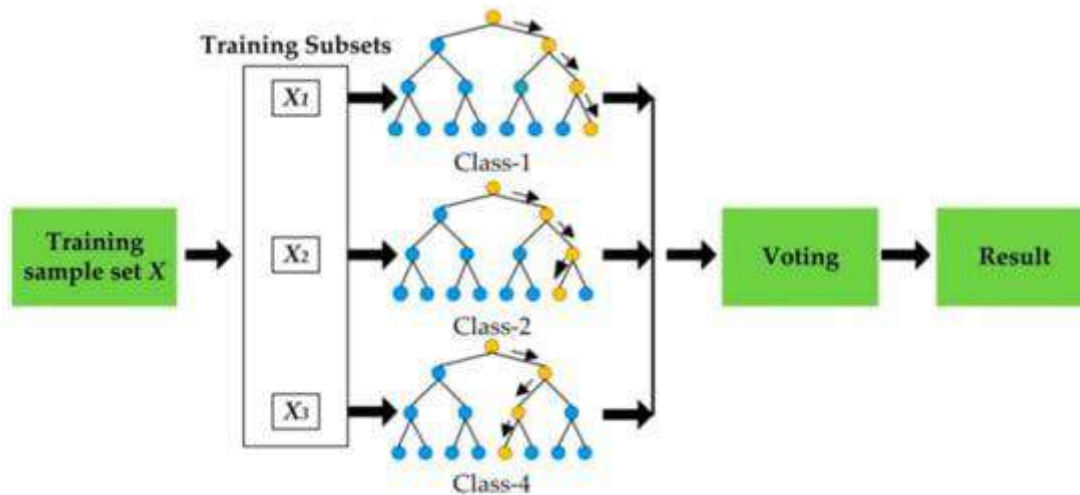 Training Subsets
X1
Class-1
Training
sample set X
X2
Class-2
Voting
Result
X3
Class-4